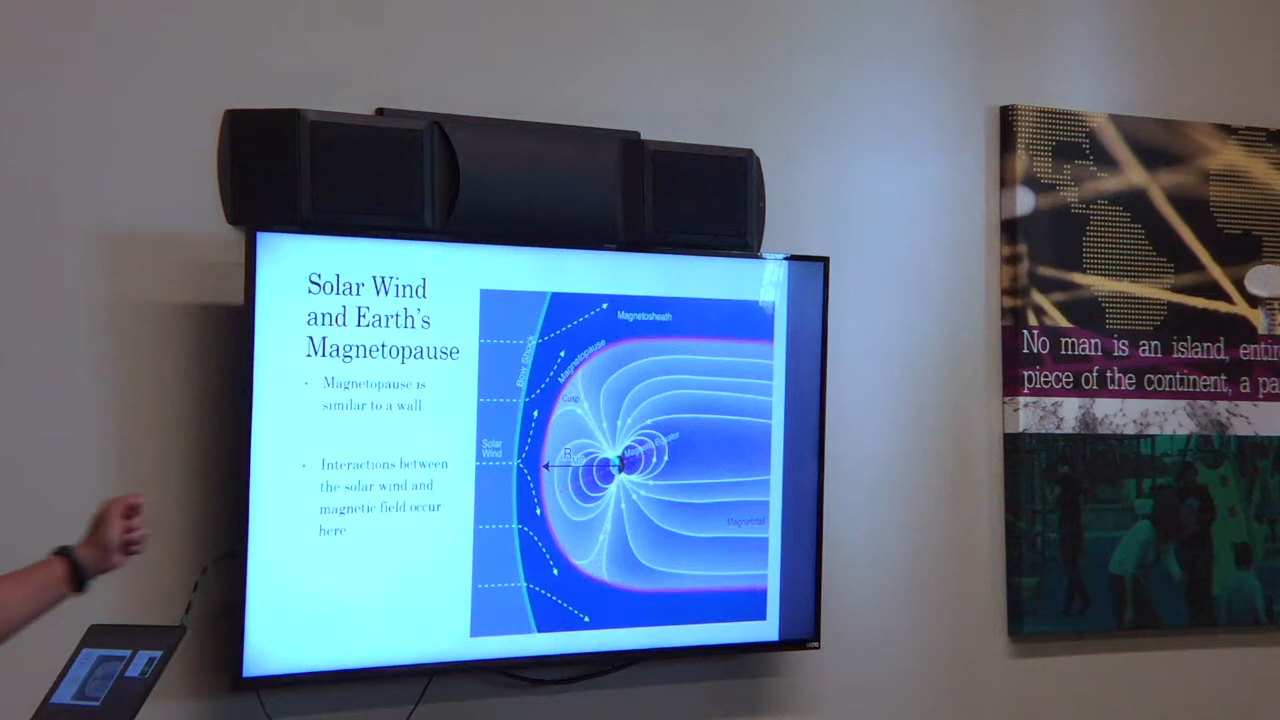 Solar Wind
and Earth's
Magnetopause
• Magnetopause is
similar to a wall
• Interactions between
the solar wind and
magnetic field occur
here
Magnetosheath
Bow Shock
Magnetopause
Cusp
Solar
Wind
Magnetic Equator
Magnetotail
No man is an island, entir
piece of the continent, a pa